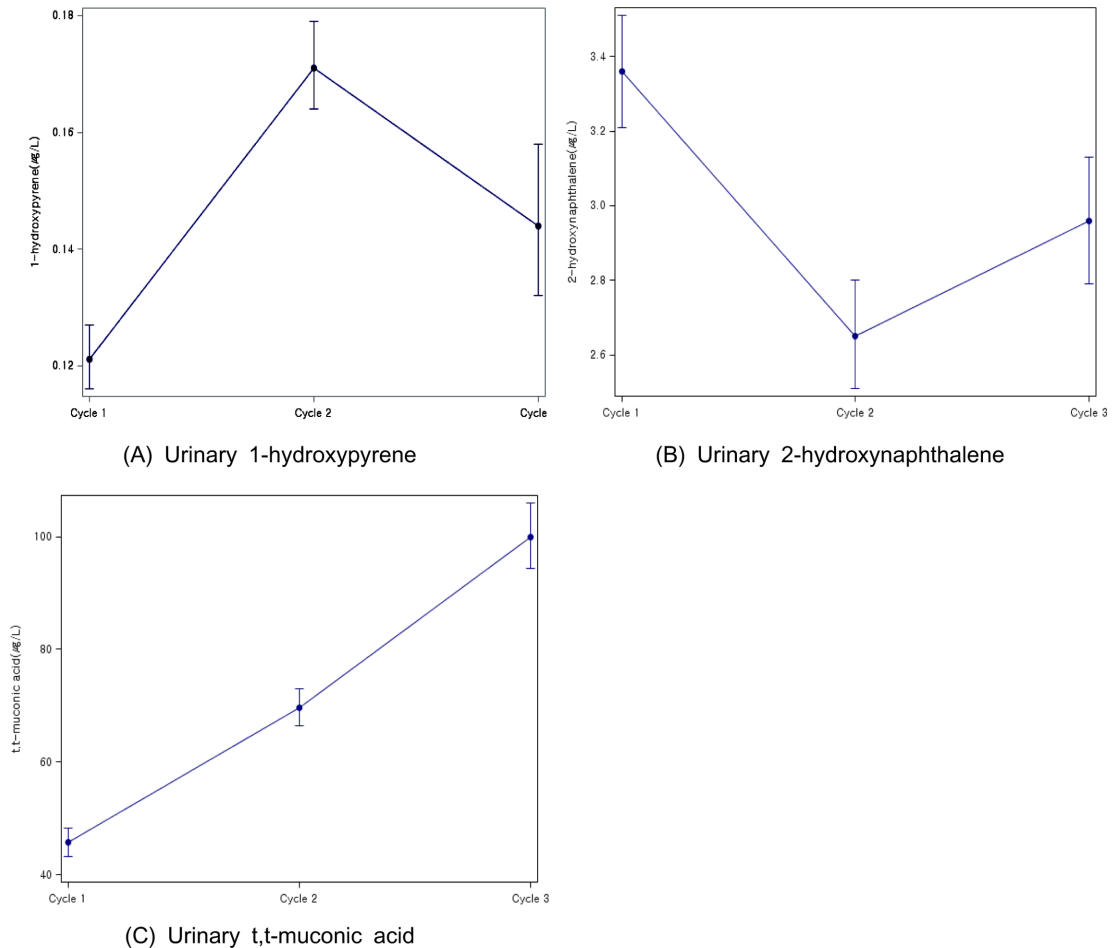 0.18
0.16
0.14
0.12
1-hydroxypyrene(㎍/L)
Cycle 1
Cycle 2
Cycle
(A) Urinary 1-hydroxypyrene
3.4
3.2
3.0
2.8
2.6
2-hydroxynaphthalene(㎍/L)
Cycle 1
Cycle 2
Cycle 3
(B) Urinary 2-hydroxynaphthalene
100
80
60
40
t,t-muconic acid(㎍/L)
Cycle 1
Cycle 2
Cycle 3
(C) Urinary t,t-muconic acid